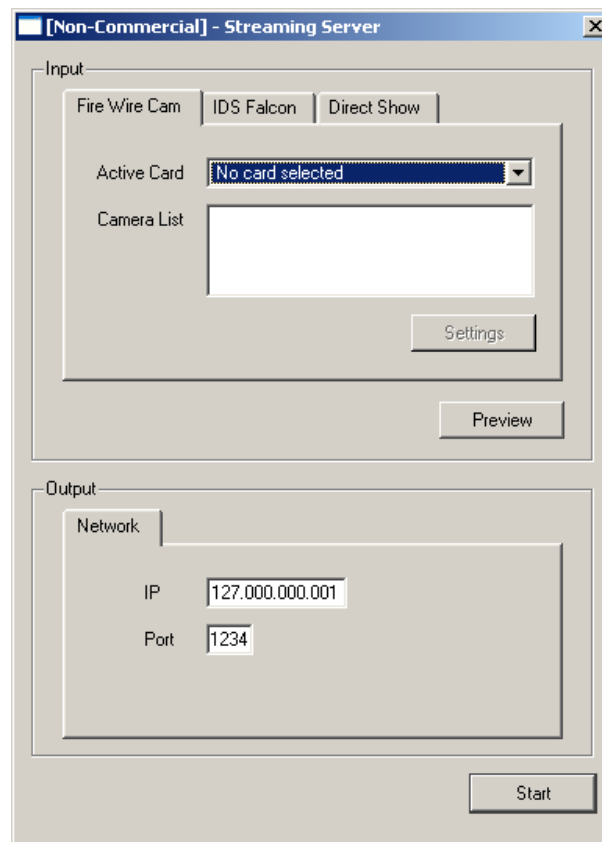 [Non-Commercial] - Streaming Server
Input
Fire Wire Cam IDS Falcon Direct Show
Active Card No card selected
Camera List
Settings
Preview
Output
Network
IP 127.000.000.001
Port 1234
Start